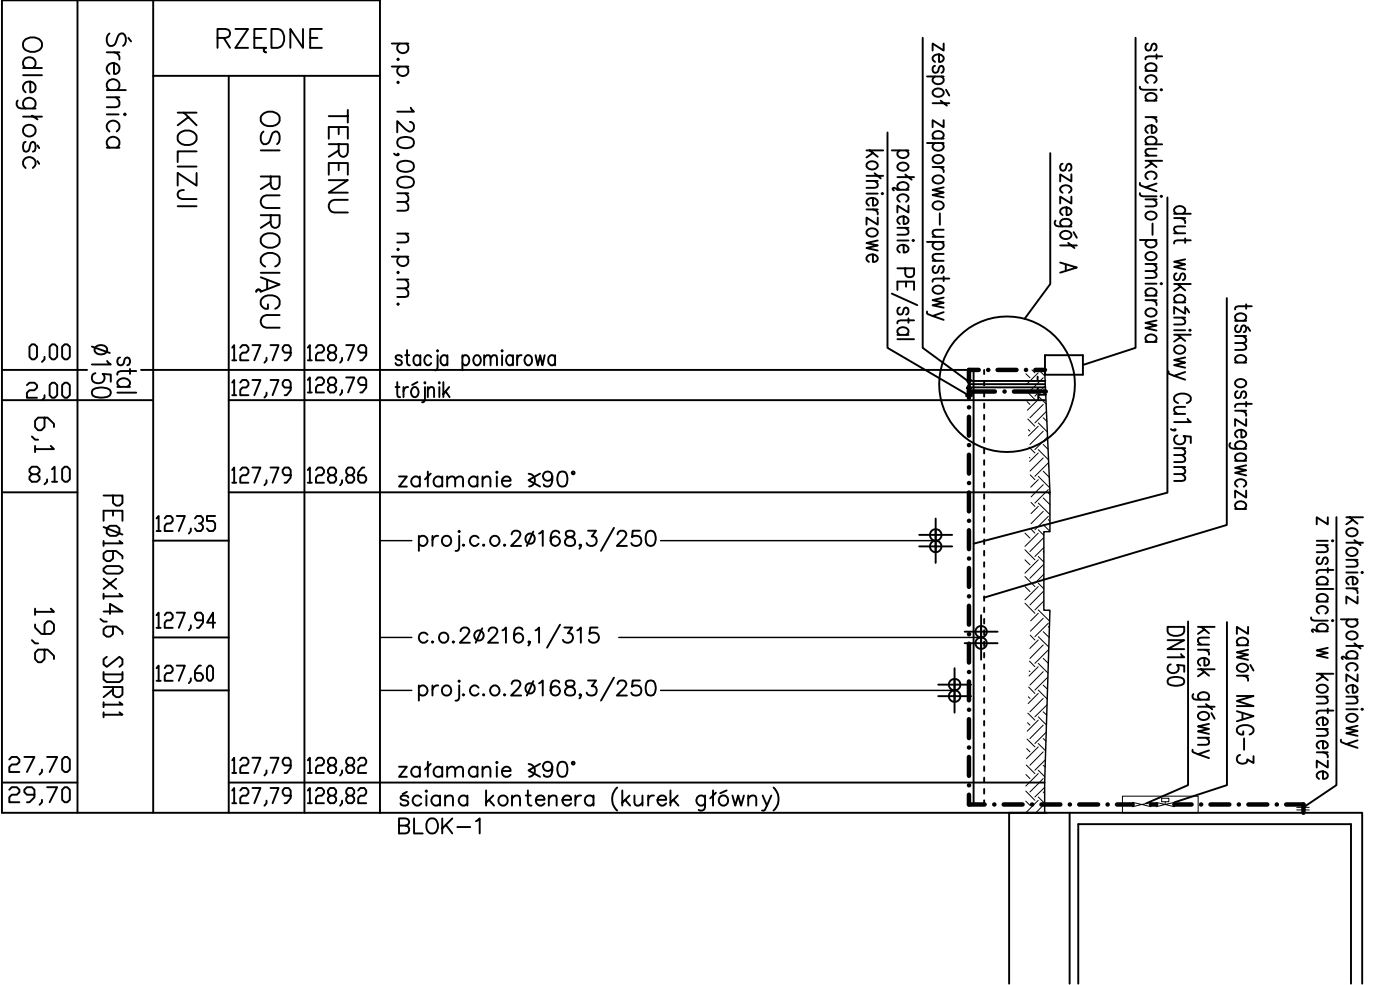 RZĘDNE
TERENU
OSI RUROCIĄGU
KOLIZJI
Średnica
Odległość
p.p. 120,00m n.p.m.
0,00
127,79
128,79
stacja pomiarowa
stal
ø150
2,00
127,79
128,79
trójnik
6,1
8,10
127,79
128,86
załamanie ∢90°
PEø160x14,6 SDR11
127,35
proj.c.o.2ø168,3/250
19,6
127,94
c.o.2ø216,1/315
127,60
proj.c.o.2ø168,3/250
27,70
127,79
128,82
załamanie ∢90°
29,70
127,79
128,82
ściana kontenera (kurek główny)
BLOK-1
stacja redukcyjno-pomiarowa
zespół zaporowo-upustowy
połączenie PE/stal
kołnierzowe
szczegół A
drut wskaźnikowy Cu1,5mm
taśma ostrzegawcza
kołonierz połączeniowy
z instalacją w kontenerze
zawór MAG-3
kurek główny
DN150